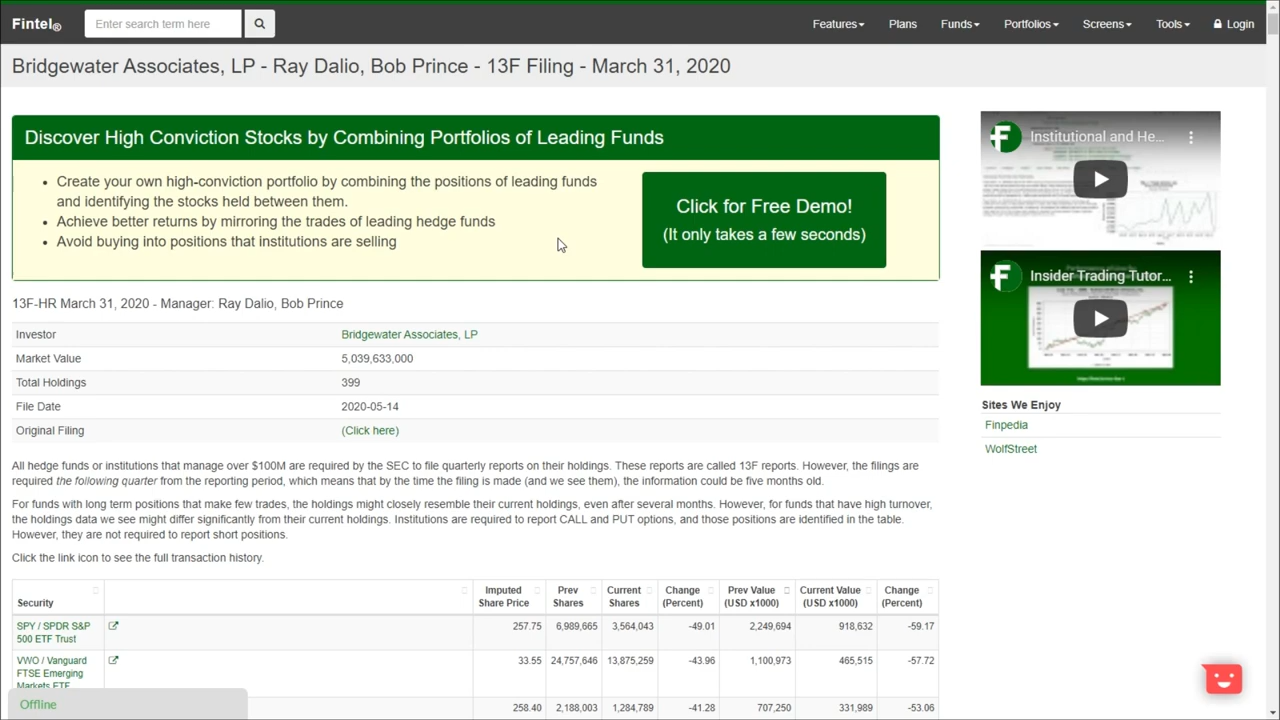 Fintel®
Enter search term here
Features
Plans
Funds
Portfolios
Screens
Tools
Login
Bridgewater Associates, LP - Ray Dalio, Bob Prince - 13F Filing - March 31, 2020
Discover High Conviction Stocks by Combining Portfolios of Leading Funds
• Create your own high-conviction portfolio by combining the positions of leading funds
and identifying the stocks held between them.
• Achieve better returns by mirroring the trades of leading hedge funds
• Avoid buying into positions that institutions are selling
Click for Free Demo!
(It only takes a few seconds)
Institutional and He...
Insider Trading Tutor...
Sites We Enjoy
Finpedia
WolfStreet
13F-HR March 31, 2020 - Manager: Ray Dalio, Bob Prince
Investor Bridgewater Associates, LP
Market Value 5,039,633,000
Total Holdings 399
File Date 2020-05-14
Original Filing (Click here)
All hedge funds or institutions that manage over $100M are required by the SEC to file quarterly reports on their holdings. These reports are called 13F reports. However, the filings are
required the following quarter from the reporting period, which means that by the time the filing is made (and we see them), the information could be five months old.
For funds with long term positions that make few trades, the holdings might closely resemble their current holdings, even after several months. However, for funds that have high turnover,
the holdings data we see might differ significantly from their current holdings. Institutions are required to report CALL and PUT options, and those positions are identified in the table.
However, they are not required to report short positions.
Click the link icon to see the full transaction history.
Security Imputed Share Price Prev Shares Current Shares Change (Percent) Prev Value (USD x1000) Current Value (USD x1000) Change (Percent)
SPY / SPDR S&P 500 ETF Trust 257.75 6,989,665 3,564,043 -49.01 2,249,694 918,632 -59.17
VWO / Vanguard FTSE Emerging Markets ETF 33.55 24,757,646 13,875,259 -43.96 1,100,973 465,515 -57.72
258.40 2,188,003 1,284,789 -41.28 707,250 331,989 -53.06
Offline